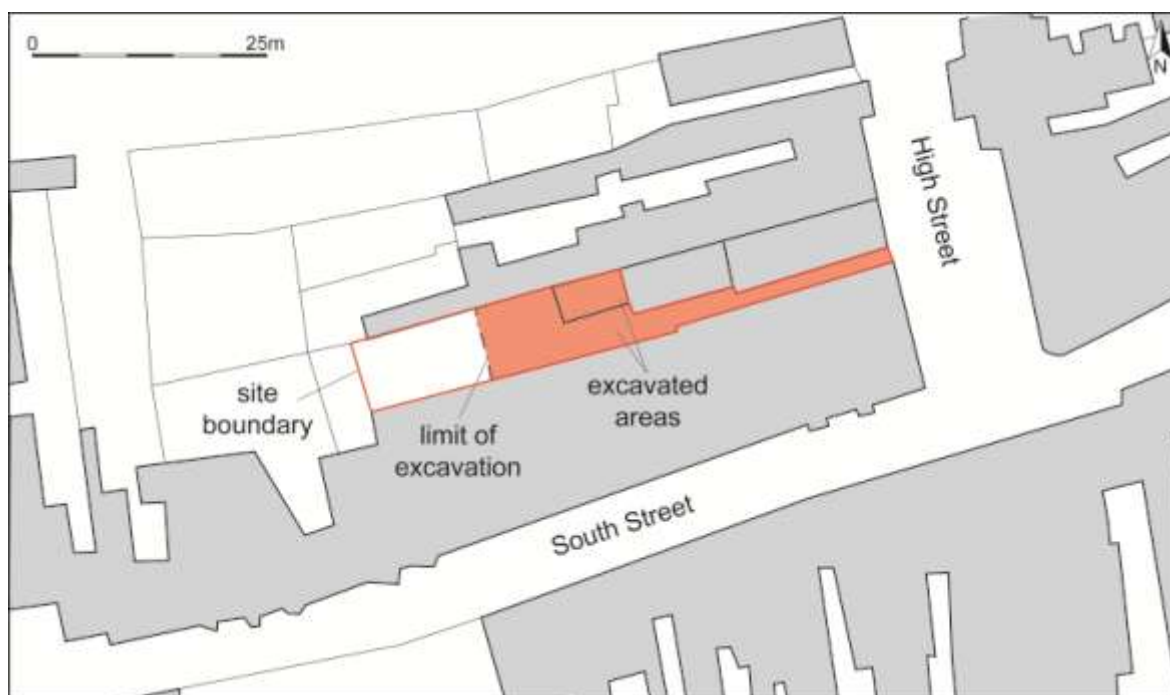 0 25m
N
High Street
site
boundary
limit of
excavation
excavated
areas
South Street